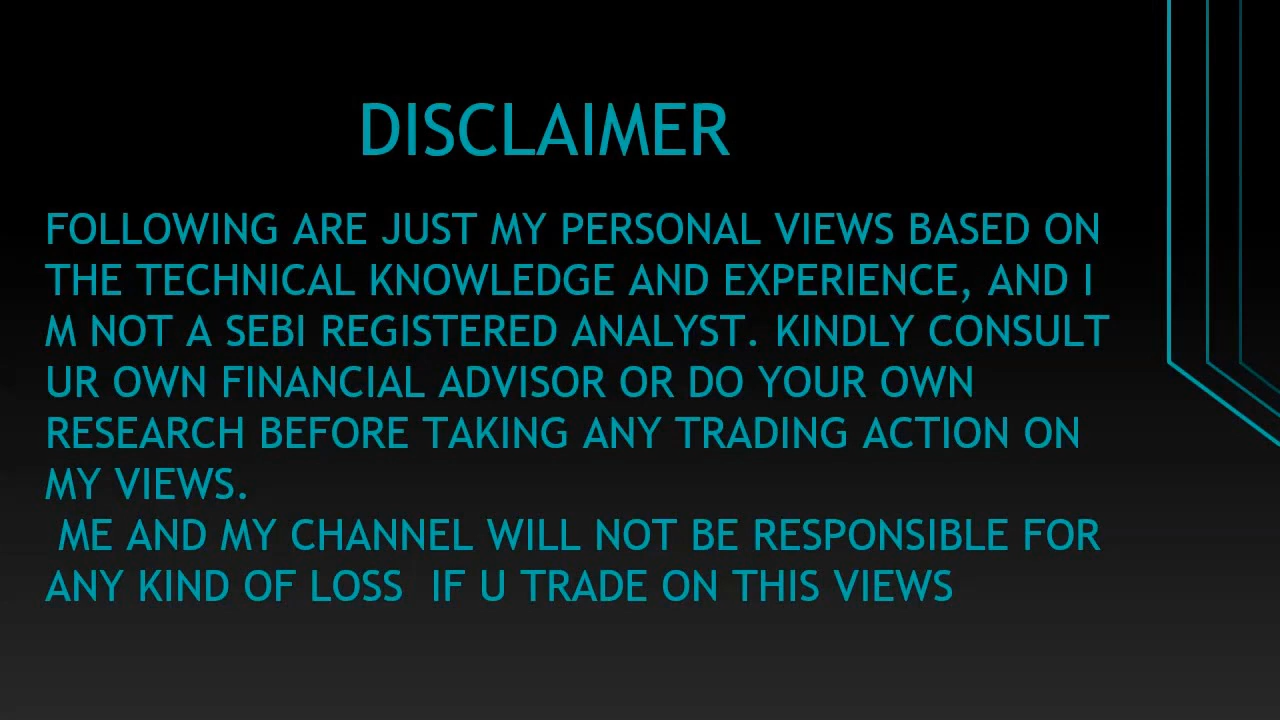 DISCLAIMER
FOLLOWING ARE JUST MY PERSONAL VIEWS BASED ON
THE TECHNICAL KNOWLEDGE AND EXPERIENCE, AND I
M NOT A SEBI REGISTERED ANALYST. KINDLY CONSULT
UR OWN FINANCIAL ADVISOR OR DO YOUR OWN
RESEARCH BEFORE TAKING ANY TRADING ACTION ON
MY VIEWS.
ME AND MY CHANNEL WILL NOT BE RESPONSIBLE FOR
ANY KIND OF LOSS  IF U TRADE ON THIS VIEWS